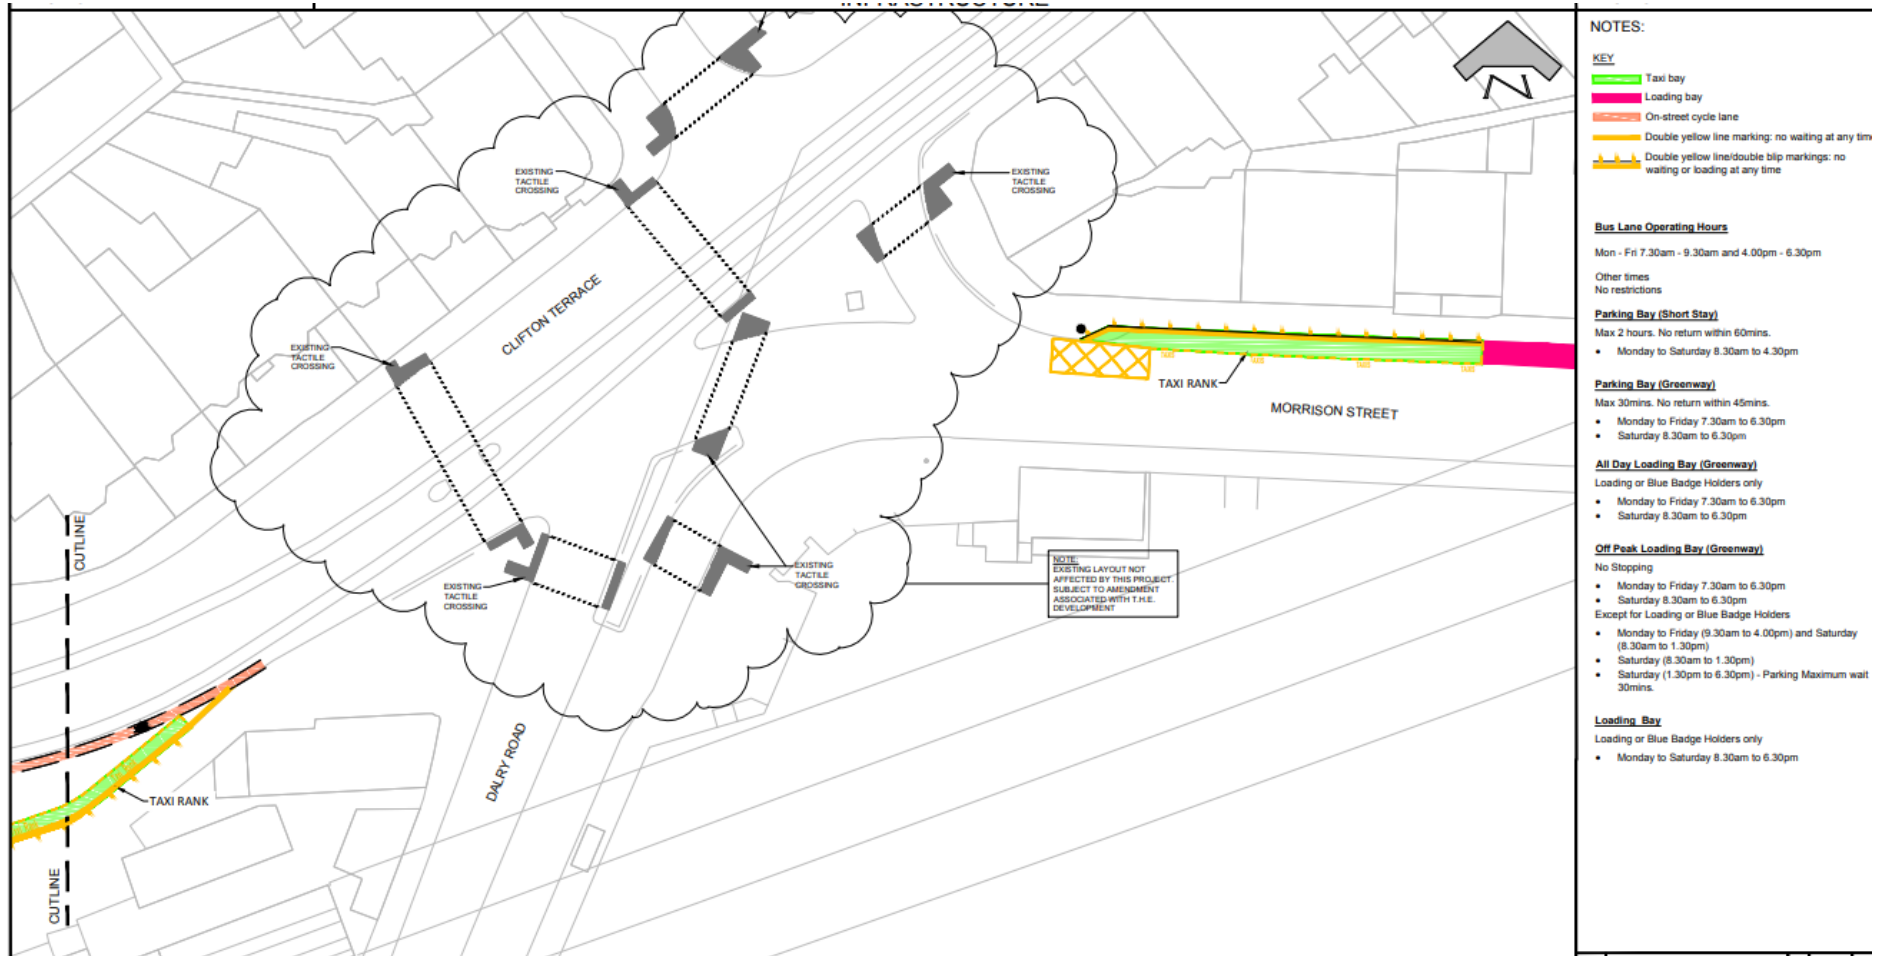 INFRASTRUCTURE
EXISTING
TACTILE
CROSSING
EXISTING
TACTILE
CROSSING
CLIFTON TERRACE
EXISTING
TACTILE
CROSSING
TAXI RANK
MORRISON STREET
CUTLINE
EXISTING
TACTILE
CROSSING
EXISTING
TACTILE
CROSSING
NOTE:
EXISTING LAYOUT NOT
AFFECTED BY THIS PROJECT.
SUBJECT TO AMENDMENT
ASSOCIATED WITH T.H.E.
DEVELOPMENT
DALRY ROAD
TAXI RANK
CUTLINE
N
NOTES:
KEY
Taxi bay
Loading bay
On-street cycle lane
Double yellow line marking: no waiting at any time
Double yellow line/double blip markings: no
waiting or loading at any time
Bus Lane Operating Hours
Mon - Fri 7.30am - 9.30am and 4.00pm - 6.30pm
Other times
No restrictions
Parking Bay (Short Stay)
Max 2 hours. No return within 60mins.
• Monday to Saturday 8.30am to 4.30pm
Parking Bay (Greenway)
Max 30mins. No return within 45mins.
• Monday to Friday 7.30am to 6.30pm
• Saturday 8.30am to 6.30pm
All Day Loading Bay (Greenway)
Loading or Blue Badge Holders only
• Monday to Friday 7.30am to 6.30pm
• Saturday 8.30am to 6.30pm
Off Peak Loading Bay (Greenway)
No Stopping
• Monday to Friday 7.30am to 6.30pm
• Saturday 8.30am to 6.30pm
Except for Loading or Blue Badge Holders
• Monday to Friday (9.30am to 4.00pm) and Saturday
(8.30am to 1.30pm)
• Saturday (8.30am to 1.30pm)
• Saturday (1.30pm to 6.30pm) - Parking Maximum wait
30mins.
Loading Bay
Loading or Blue Badge Holders only
• Monday to Saturday 8.30am to 6.30pm